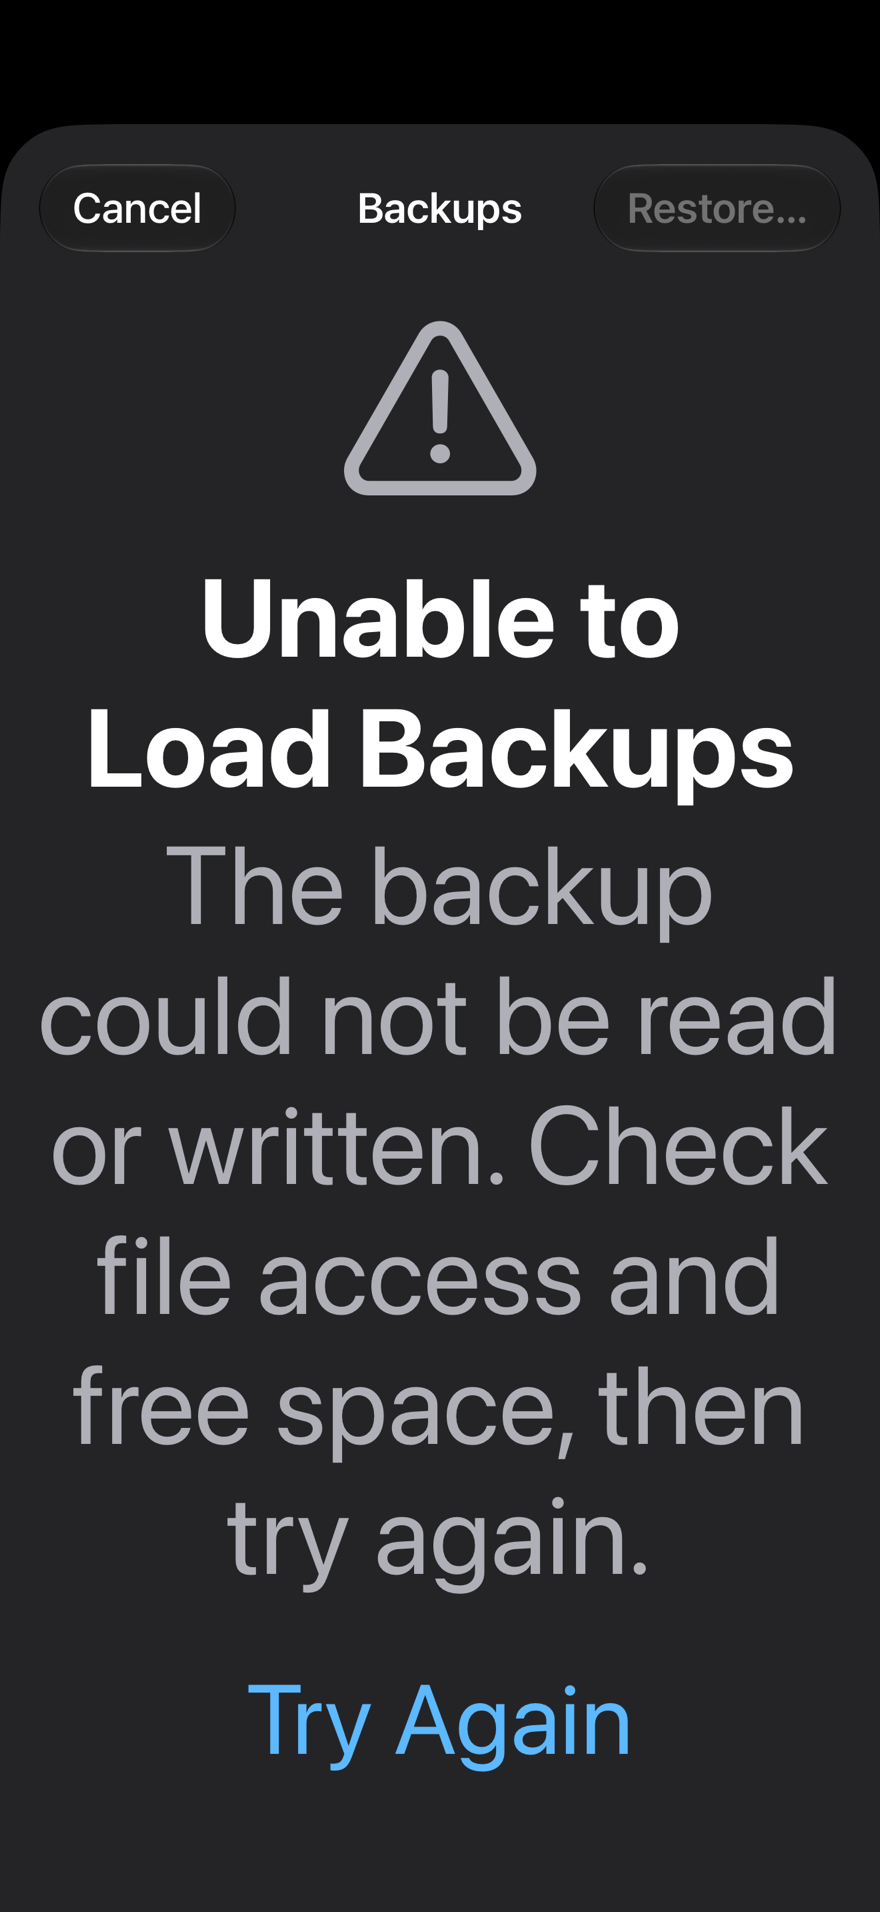 Cancel
Backups
Restore...
Unable to
Load Backups
The backup
could not be read
or written. Check
file access and
free space, then
try again.
Try Again